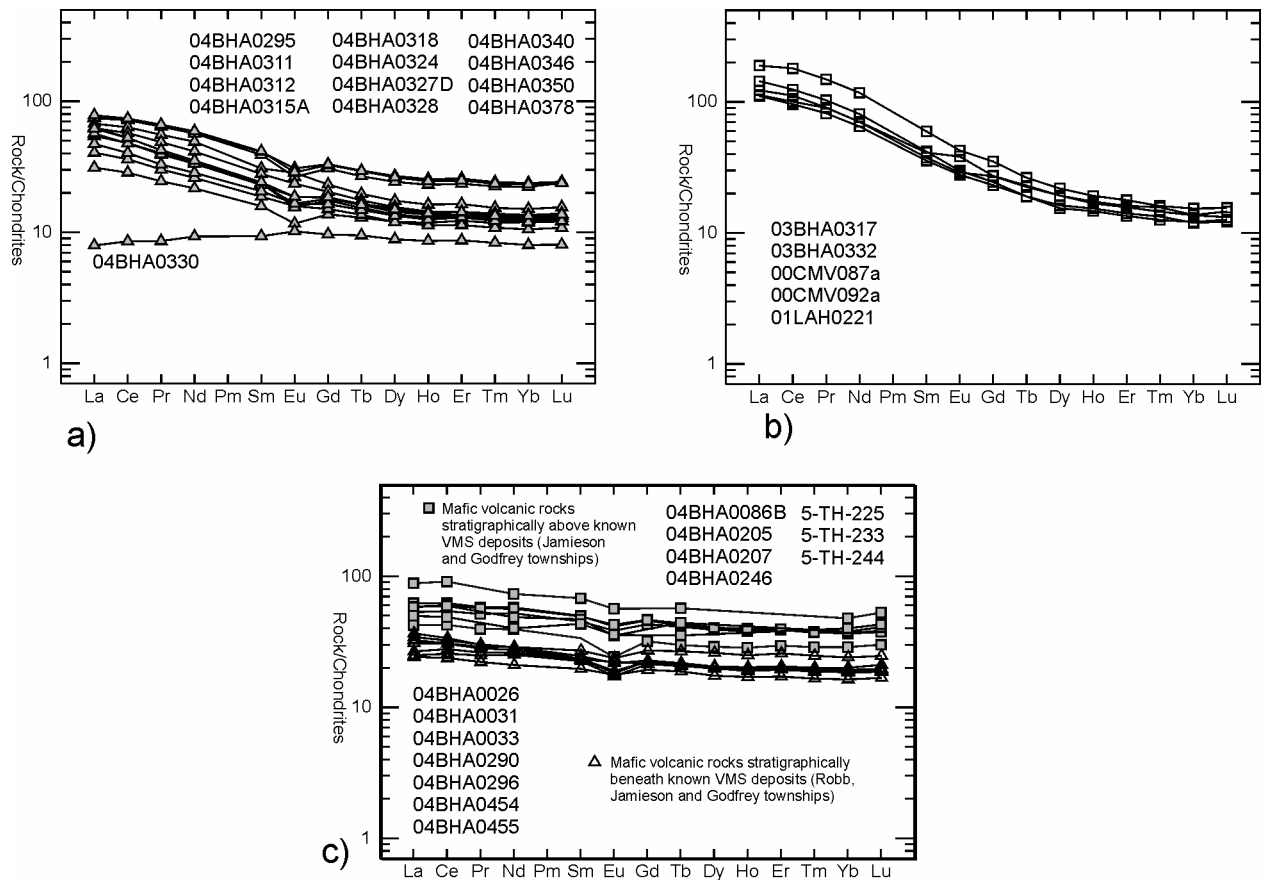 04BHA0295 04BHA0318 04BHA0340
04BHA0311 04BHA0324 04BHA0346
04BHA0312 04BHA0327D 04BHA0350
04BHA0315A 04BHA0328 04BHA0378
100
10
1
Rock/Chondrites
04BHA0330
La Ce Pr Nd Pm Sm Eu Gd Tb Dy Ho Er Tm Yb Lu
a)
100
10
1
Rock/Chondrites
03BHA0317
03BHA0332
00CMV087a
00CMV092a
01LAH0221
La Ce Pr Nd Pm Sm Eu Gd Tb Dy Ho Er Tm Yb Lu
b)
Mafic volcanic rocks
stratigraphically above known
VMS deposits (Jamieson
and Godfrey townships)
04BHA0086B 5-TH-225
04BHA0205 5-TH-233
04BHA0207 5-TH-244
04BHA0246
100
10
1
Rock/Chondrites
04BHA0026
04BHA0031
04BHA0033
04BHA0290
04BHA0296
04BHA0454
04BHA0455
Mafic volcanic rocks stratigraphically
beneath known VMS deposits (Robb,
Jamieson and Godfrey townships)
La Ce Pr Nd Pm Sm Eu Gd Tb Dy Ho Er Tm Yb Lu
c)